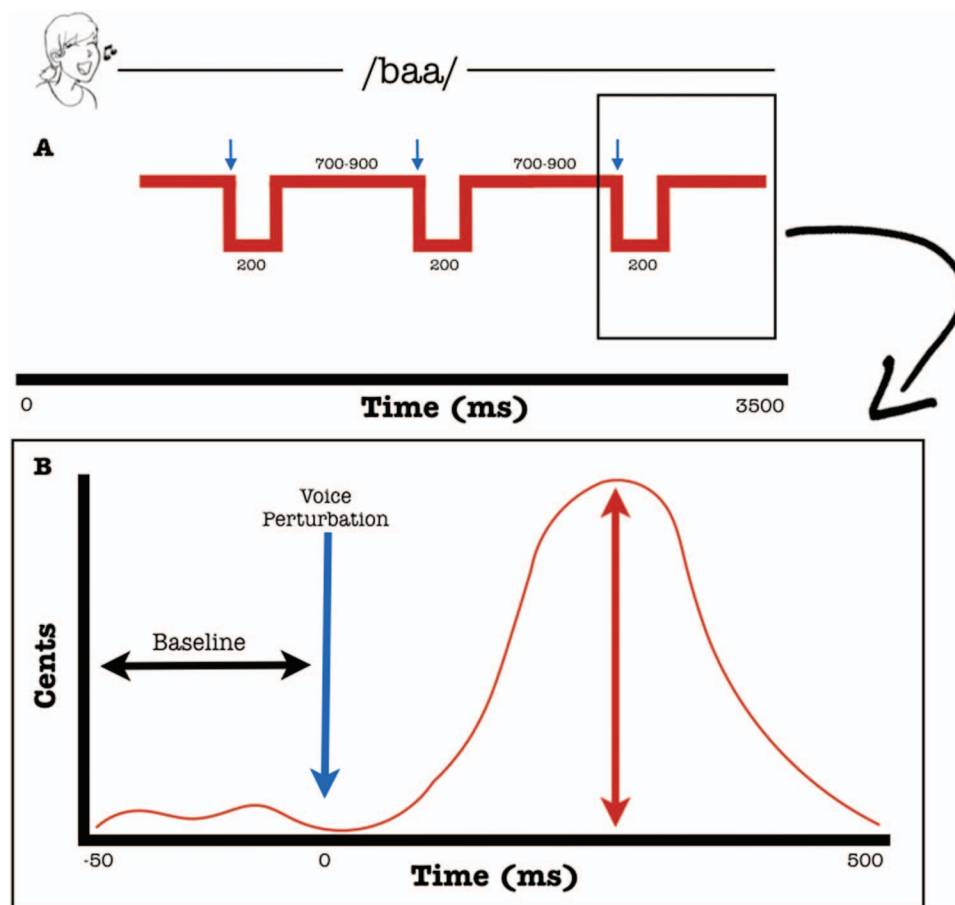 /baa/
A
700-900 700-900
200 200 200
0 3500
Time (ms)
B
Voice
Perturbation
Baseline
Cents
-50 0 500
Time (ms)